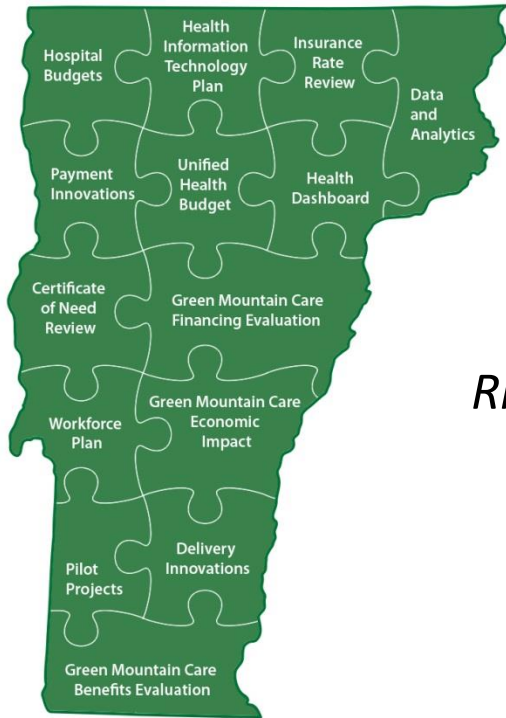 Hospital
Budgets
Health
Information
Technology
Plan
Insurance
Rate
Review
Data
and
Analytics
Payment
Innovations
Unified
Health
Budget
Health
Dashboard
Certificate
of Need
Review
Green Mountain Care
Financing Evaluation
Workforce
Plan
Green Mountain Care
Economic
Impact
Pilot
Projects
Delivery
Innovations
Green Mountain Care
Benefits Evaluation